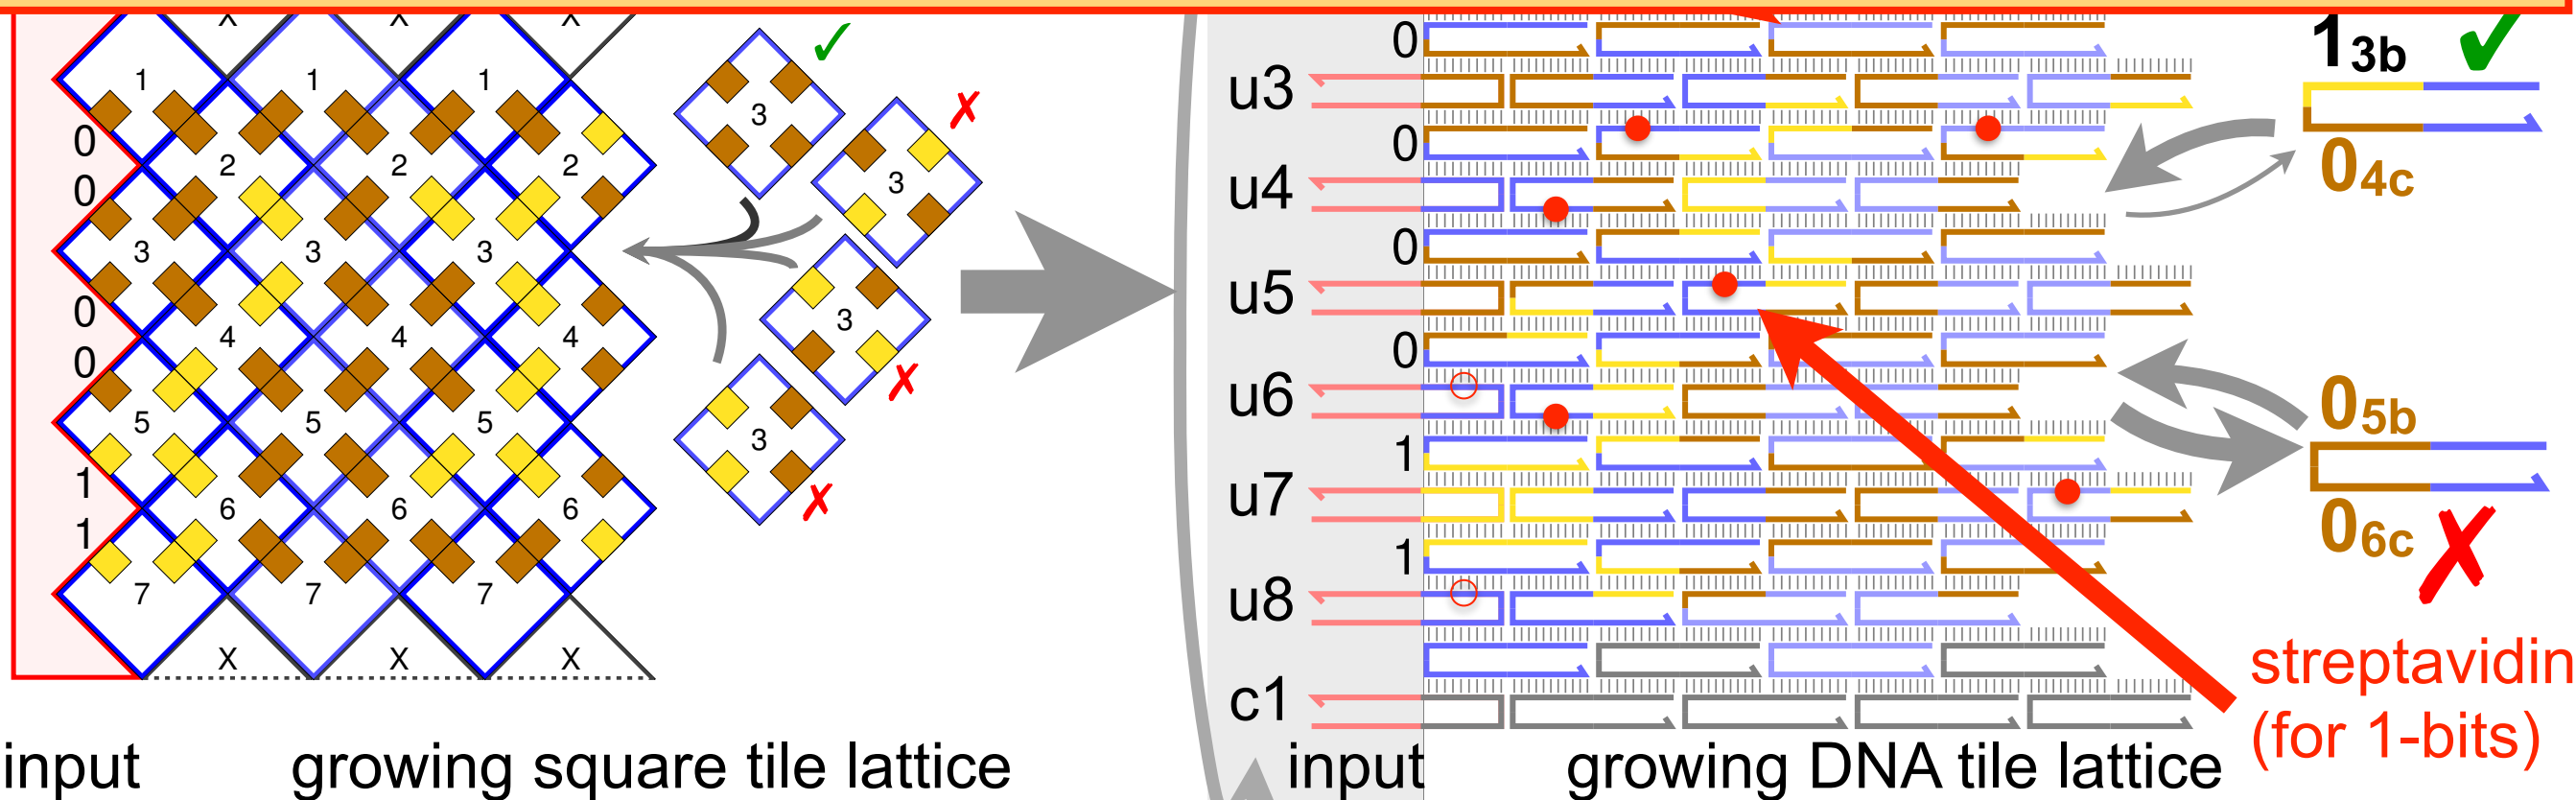 X X X
1 1 1
0
2 2 2
0
3 3 3
0
4 4 4
0
5 5 5
1
6 6 6
1
7 7 7
X X X
input
growing square tile lattice
3
✓
3
✗
3
✗
3
✗
0
u3
0
u4
0
u5
0
u6
1
u7
1
u8
c1
input
growing DNA tile lattice
13b ✓
04c
05b
06c ✗
streptavidin
(for 1-bits)